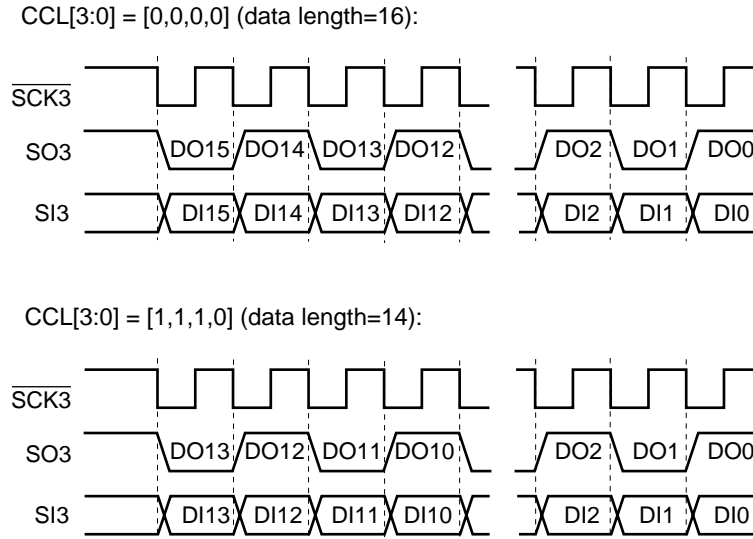 CCL[3:0] = [0,0,0,0] (data length=16):
SCK3
SO3 DO15 DO14 DO13 DO12 DO2 DO1 DO0
SI3 DI15 DI14 DI13 DI12 DI2 DI1 DI0
CCL[3:0] = [1,1,1,0] (data length=14):
SCK3
SO3 DO13 DO12 DO11 DO10 DO2 DO1 DO0
SI3 DI13 DI12 DI11 DI10 DI2 DI1 DI0